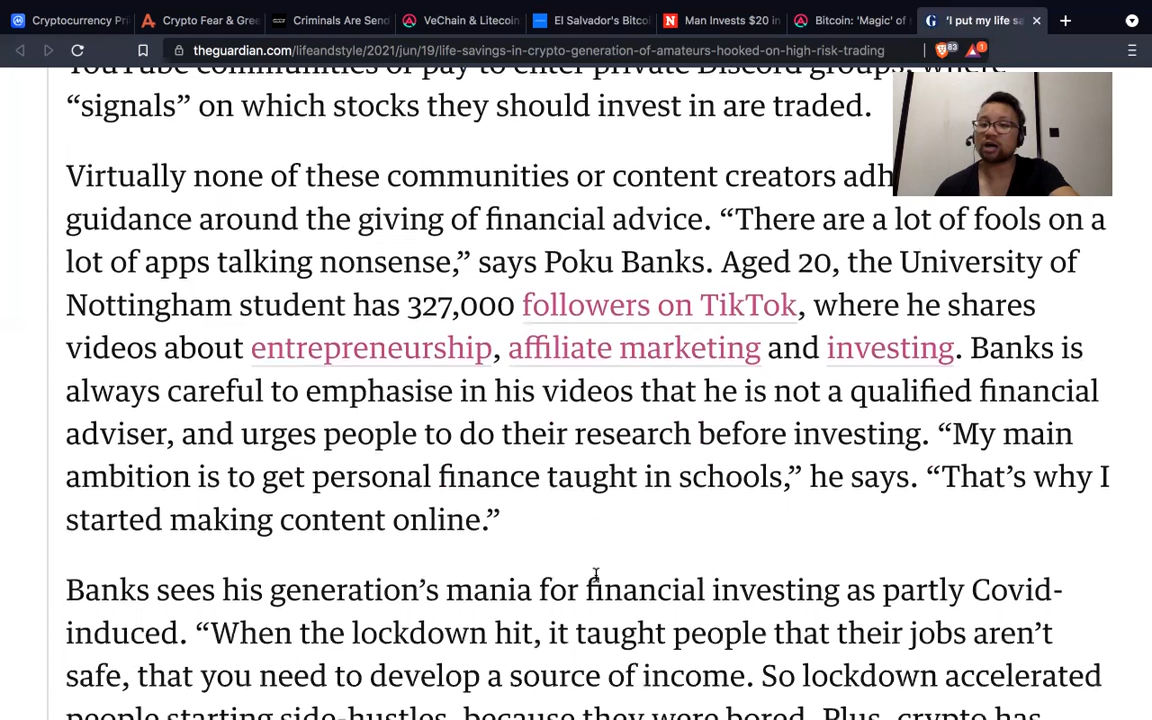 Cryptocurrency Pri
Crypto Fear & Gre
Criminals Are Send
VeChain & Litecoin
El Salvador's Bitco
Man Invests $20 in
Bitcoin: 'Magic' of
'I put my life sa
theguardian.com/lifeandstyle/2021/jun/19/life-savings-in-crypto-generation-of-amateurs-hooked-on-high-risk-trading
83
1
YouTube communities or pay to enter private Discord groups, where
“signals” on which stocks they should invest in are traded.
Virtually none of these communities or content creators adh
guidance around the giving of financial advice. “There are a lot of fools on a
lot of apps talking nonsense,” says Poku Banks. Aged 20, the University of
Nottingham student has 327,000 followers on TikTok, where he shares
videos about entrepreneurship, affiliate marketing and investing. Banks is
always careful to emphasise in his videos that he is not a qualified financial
adviser, and urges people to do their research before investing. “My main
ambition is to get personal finance taught in schools,” he says. “That’s why I
started making content online.”
Banks sees his generation’s mania for financial investing as partly Covid-
induced. “When the lockdown hit, it taught people that their jobs aren’t
safe, that you need to develop a source of income. So lockdown accelerated
people starting side-hustles, because they were bored. Plus, crypto has